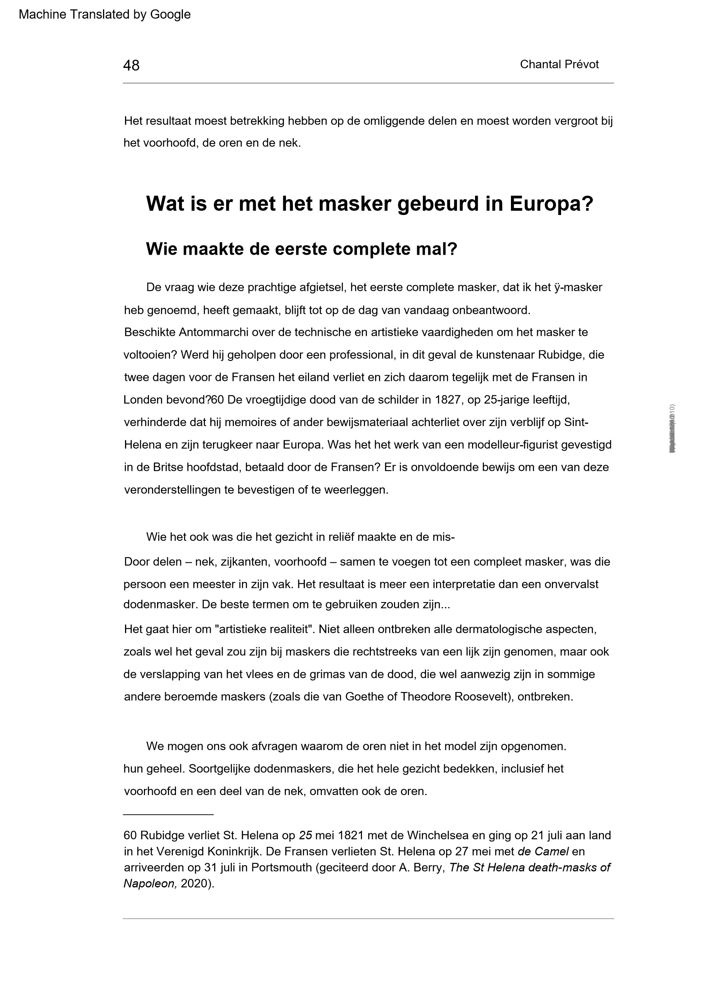 Machine Translated by Google
48
Chantal Prévot
Het resultaat moest betrekking hebben op de omliggende delen en moest worden vergroot bij
het voorhoofd, de oren en de nek.
Wat is er met het masker gebeurd in Europa?
Wie maakte de eerste complete mal?
De vraag wie deze prachtige afgietsel, het eerste complete masker, dat ik het ÿ-masker
heb genoemd, heeft gemaakt, blijft tot op de dag van vandaag onbeantwoord.
Beschikte Antommarchi over de technische en artistieke vaardigheden om het masker te
voltooien? Werd hij geholpen door een professional, in dit geval de kunstenaar Rubidge, die
twee dagen voor de Fransen het eiland verliet en zich daarom tegelijk met de Fransen in
Londen bevond?60 De vroegtijdige dood van de schilder in 1827, op 25-jarige leeftijd,
verhinderde dat hij memoires of ander bewijsmateriaal achterliet over zijn verblijf op Sint-
Helena en zijn terugkeer naar Europa. Was het het werk van een modelleur-figurist gevestigd
in de Britse hoofdstad, betaald door de Fransen? Er is onvoldoende bewijs om een van deze
veronderstellingen te bevestigen of te weerleggen.
Wie het ook was die het gezicht in reliëf maakte en de mis-
Door delen – nek, zijkanten, voorhoofd – samen te voegen tot een compleet masker, was die
persoon een meester in zijn vak. Het resultaat is meer een interpretatie dan een onvervalst
dodenmasker. De beste termen om te gebruiken zouden zijn...
Het gaat hier om "artistieke realiteit". Niet alleen ontbreken alle dermatologische aspecten,
zoals wel het geval zou zijn bij maskers die rechtstreeks van een lijk zijn genomen, maar ook
de verslapping van het vlees en de grimas van de dood, die wel aanwezig zijn in sommige
andere beroemde maskers (zoals die van Goethe of Theodore Roosevelt), ontbreken.
We mogen ons ook afvragen waarom de oren niet in het model zijn opgenomen.
hun geheel. Soortgelijke dodenmaskers, die het hele gezicht bedekken, inclusief het
voorhoofd en een deel van de nek, omvatten ook de oren.
60 Rubidge verliet St. Helena op 25 mei 1821 met de Winchelsea en ging op 21 juli aan land
in het Verenigd Koninkrijk. De Fransen verlieten St. Helena op 27 mei met de Camel en
arriveerden op 31 juli in Portsmouth (geciteerd door A. Berry, The St Helena death-masks of
Napoleon, 2020).